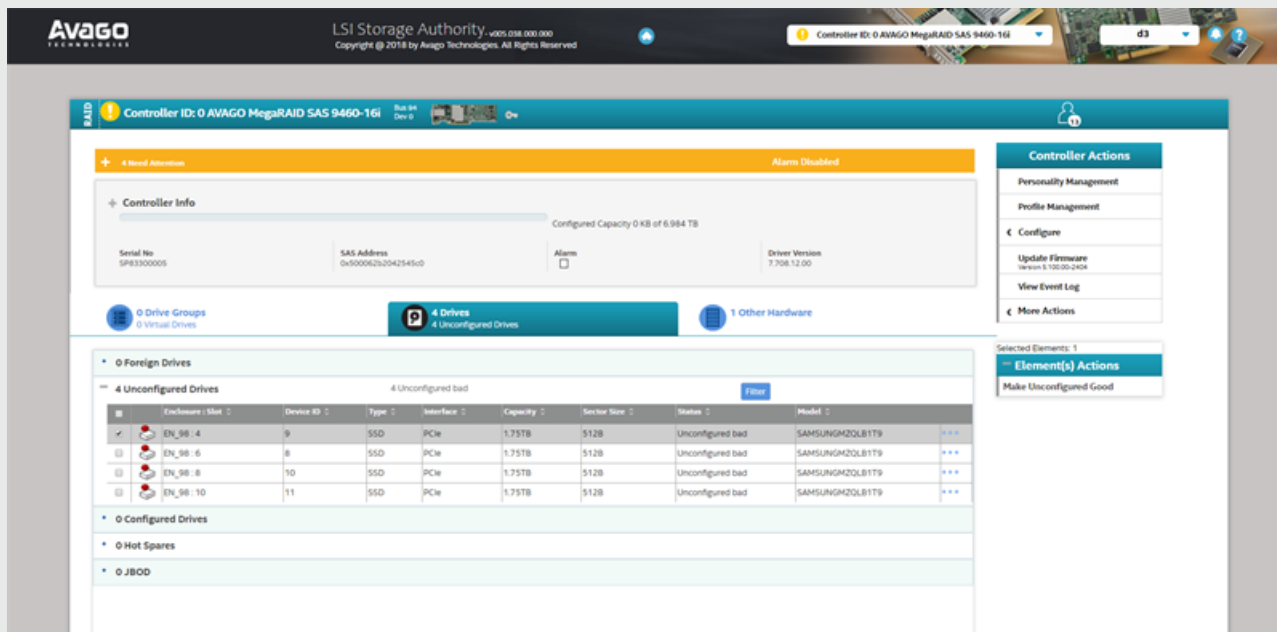 AVAGO
TECHNOLOGIES
LSI Storage Authority. v005.038.000.000
Copyright @ 2018 by Avago Technologies. All Rights Reserved
Controller ID: 0 AVAGO MegaRAID SAS 9460-16i
d3
?
RAID
Controller ID: 0 AVAGO MegaRAID SAS 9460-16i
Bus 94
Dev 0
13
4 Need Attention
Alarm Disabled
Controller Info
Configured Capacity 0 KB of 6.984 TB
Serial No
SP83300005
SAS Address
0x500062b2042545c0
Alarm
Driver Version
7.708.12.00
0 Drive Groups
0 Virtual Drives
4 Drives
4 Unconfigured Drives
1 Other Hardware
0 Foreign Drives
4 Unconfigured Drives 4 Unconfigured bad Filter
Enclosure : Slot Device ID Type Interface Capacity Sector Size Status Model
EN_98 : 4 9 SSD PCIe 1.75TB 512B Unconfigured bad SAMSUNGMZQLB1T9
EN_98 : 6 8 SSD PCIe 1.75TB 512B Unconfigured bad SAMSUNGMZQLB1T9
EN_98 : 8 10 SSD PCIe 1.75TB 512B Unconfigured bad SAMSUNGMZQLB1T9
EN_98 : 10 11 SSD PCIe 1.75TB 512B Unconfigured bad SAMSUNGMZQLB1T9
0 Configured Drives
0 Hot Spares
0 JBOD
Controller Actions
Personality Management
Profile Management
Configure
Update Firmware
Version 5.100.00-2404
View Event Log
More Actions
Selected Elements: 1
Element(s) Actions
Make Unconfigured Good